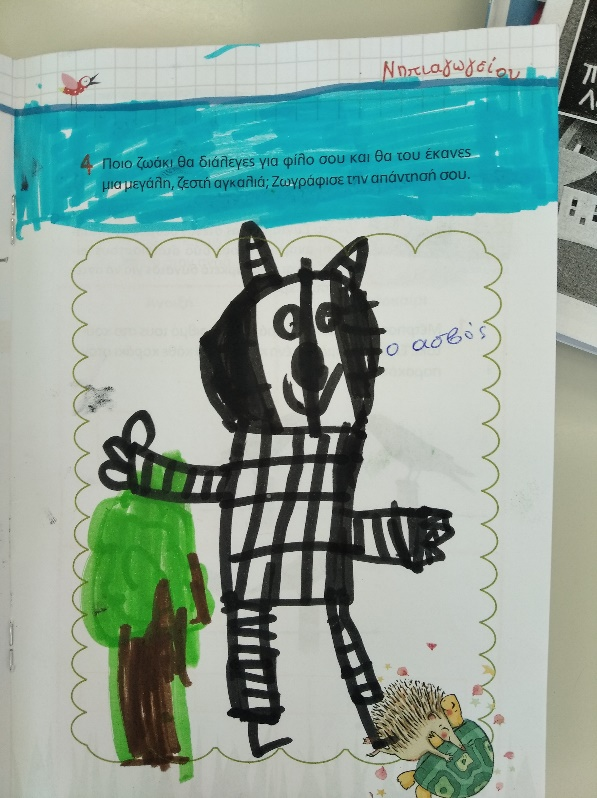 Νηπιαγωγείου
4 Ποιο ζωάκι θα διάλεγες για φίλο σου και θα του έκανες
μια μεγάλη, ζεστή αγκαλιά; Ζωγράφισε την απάντησή σου.
ο ασβός